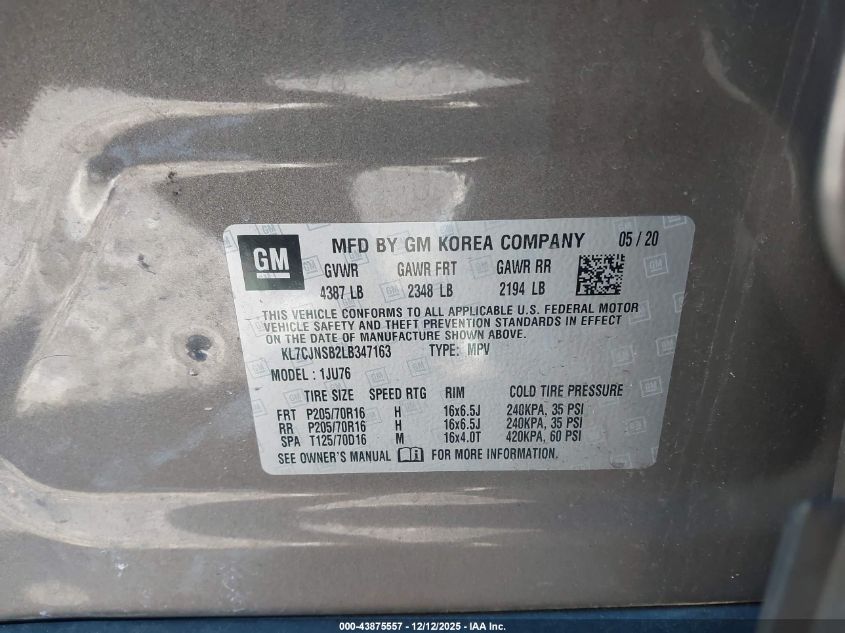 GM
MFD BY GM KOREA COMPANY 05 / 20
GVWR GAWR FRT GAWR RR
4387 LB 2348 LB 2194 LB
THIS VEHICLE CONFORMS TO ALL APPLICABLE U.S. FEDERAL MOTOR
VEHICLE SAFETY AND THEFT PREVENTION STANDARDS IN EFFECT
ON THE DATE OF MANUFACTURE SHOWN ABOVE.
KL7CJNSB2LB347163 TYPE: MPV
MODEL : 1JU76
TIRE SIZE SPEED RTG RIM COLD TIRE PRESSURE
FRT P205/70R16 H 16x6.5J 240KPA, 35 PSI
RR P205/70R16 H 16x6.5J 240KPA, 35 PSI
SPA T125/70D16 M 16x4.0T 420KPA, 60 PSI
SEE OWNER'S MANUAL FOR MORE INFORMATION.
000-43875557 - 12/12/2025 - IAA Inc.